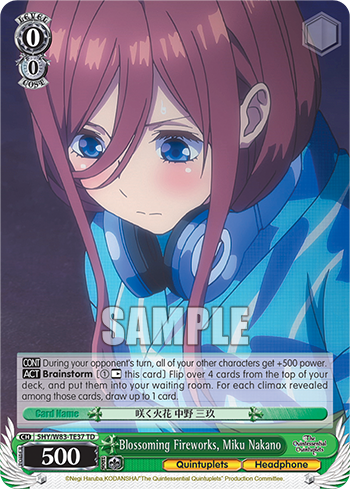 LEVEL
0
0
COST
SAMPLE
CONT During your opponent's turn, all of your other characters get +500 power.
ACT Brainstorm [① this card] Flip over 4 cards from the top of your
deck, and put them into your waiting room. For each climax revealed
among those cards, draw up to 1 card.
Card Name 咲く火花 中野 三玖
CH 5HY/W83-TE37 TD
Blossoming Fireworks, Miku Nakano
The Quintessential Quintuplets
POWER 500
Quintuplets Headphone
©Negi Haruba,KODANSHA/"The Quintessential Quintuplets" Production Committee.